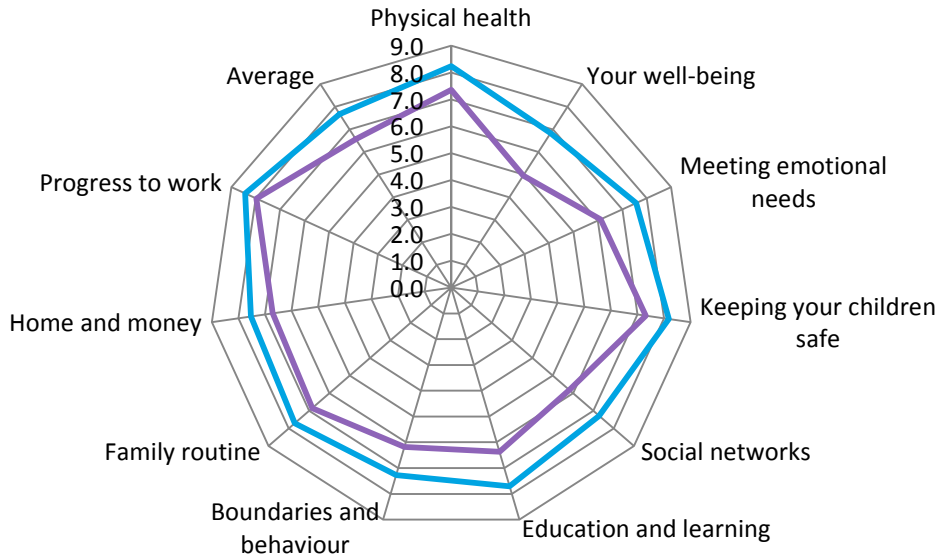 Physical health
9.0
8.0
7.0
6.0
5.0
4.0
3.0
2.0
1.0
0.0
Your well-being
Meeting emotional
needs
Keeping your children
safe
Social networks
Education and learning
Boundaries and
behaviour
Family routine
Home and money
Progress to work
Average